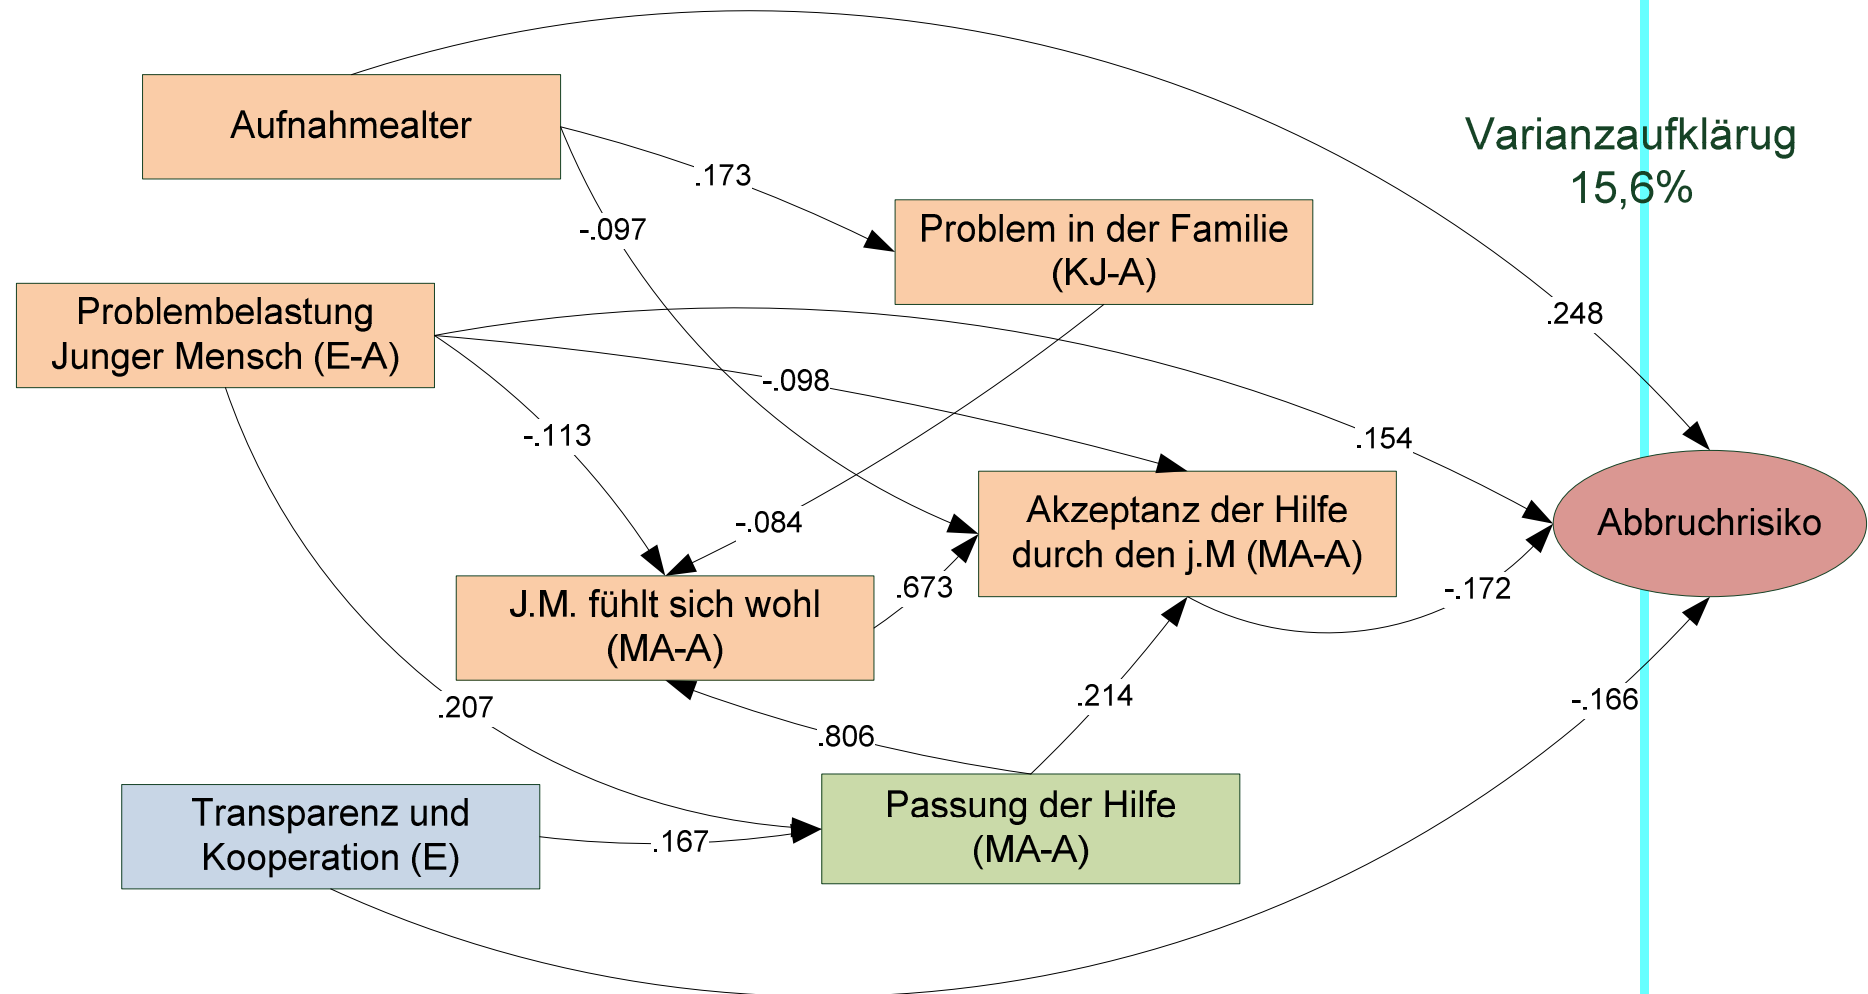 Aufnahmealter
Varianzaufklärug
15,6%
.173
-.097
Problem in der Familie
(KJ-A)
Problembelastung
Junger Mensch (E-A)
.248
-.098
-.113
.154
-.084
Akzeptanz der Hilfe
durch den j.M (MA-A)
Abbruchrisiko
J.M. fühlt sich wohl
(MA-A)
.673
-.172
.207
.806
.214
-.166
Transparenz und
Kooperation (E)
.167
Passung der Hilfe
(MA-A)